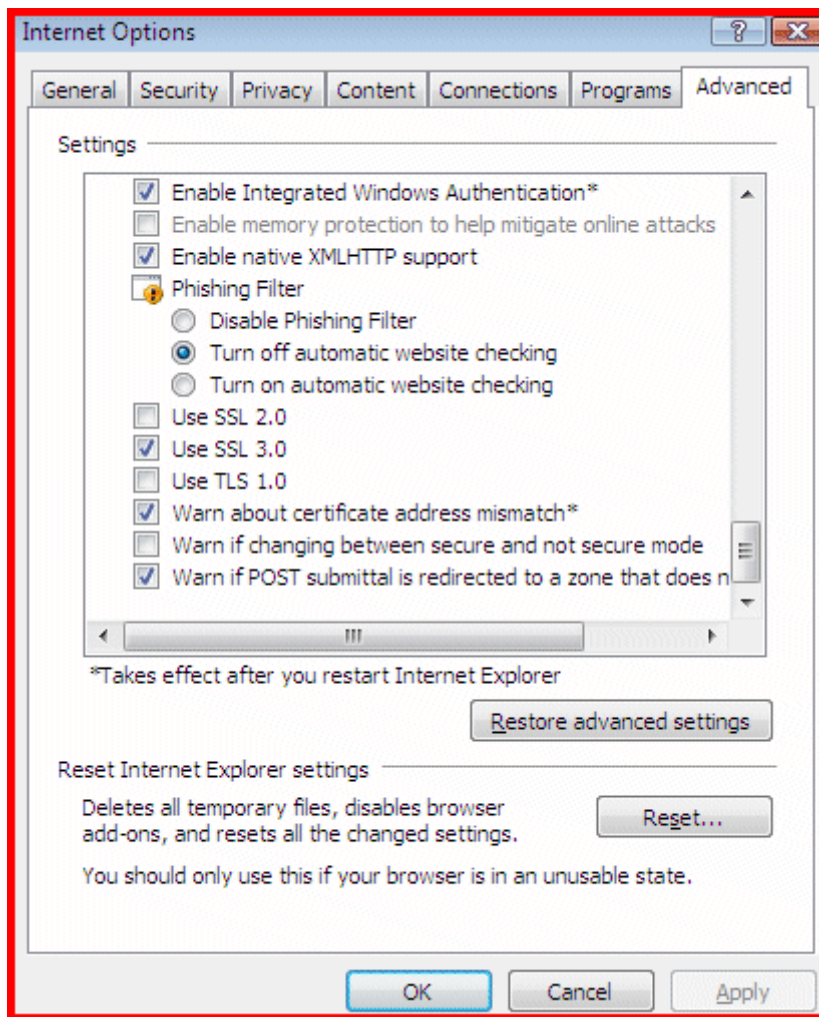 Internet Options
General Security Privacy Content Connections Programs Advanced
Settings
Enable Integrated Windows Authentication*
Enable memory protection to help mitigate online attacks
Enable native XMLHTTP support
Phishing Filter
Disable Phishing Filter
Turn off automatic website checking
Turn on automatic website checking
Use SSL 2.0
Use SSL 3.0
Use TLS 1.0
Warn about certificate address mismatch*
Warn if changing between secure and not secure mode
Warn if POST submittal is redirected to a zone that does n
*Takes effect after you restart Internet Explorer
Restore advanced settings
Reset Internet Explorer settings
Deletes all temporary files, disables browser
add-ons, and resets all the changed settings.
Reset...
You should only use this if your browser is in an unusable state.
OK Cancel Apply